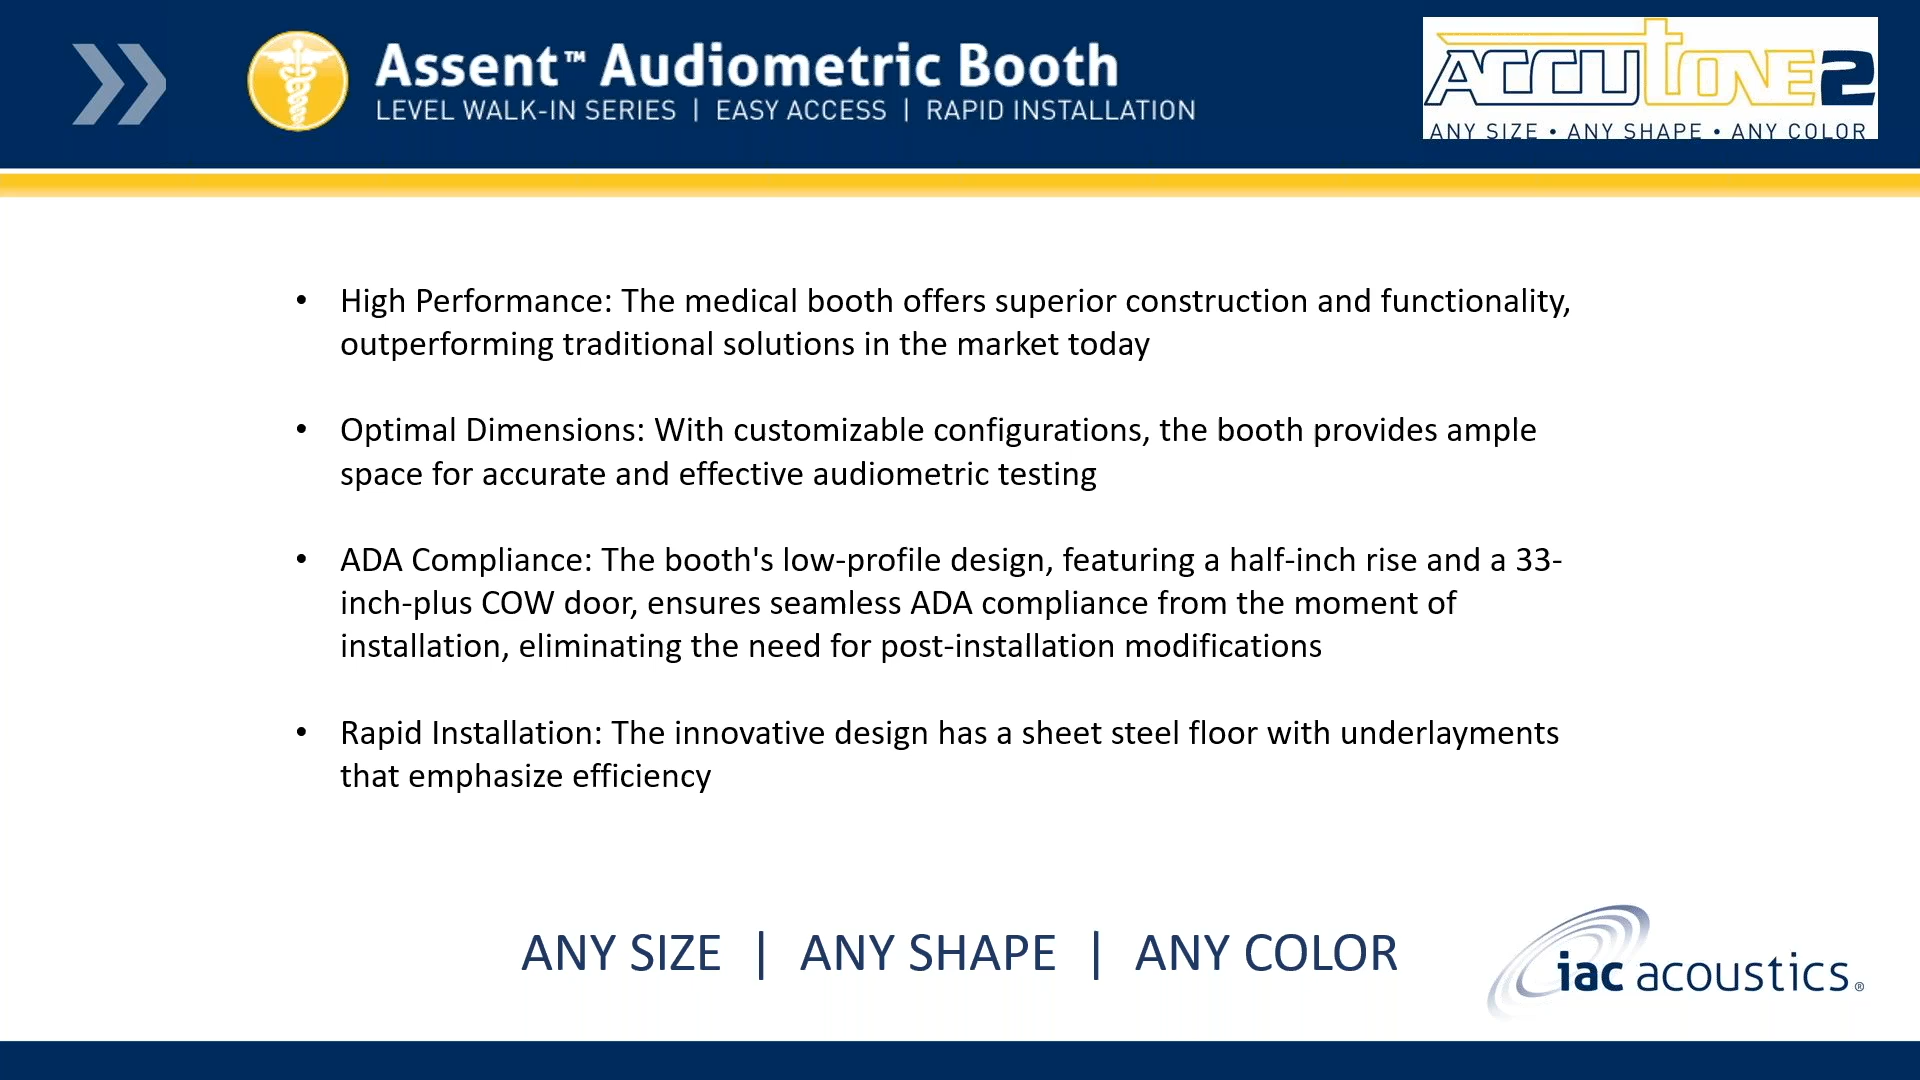 Assent™ Audiometric Booth
LEVEL WALK-IN SERIES | EASY ACCESS | RAPID INSTALLATION
ACCUTONE2
ANY SIZE • ANY SHAPE • ANY COLOR
• High Performance: The medical booth offers superior construction and functionality,
outperforming traditional solutions in the market today
• Optimal Dimensions: With customizable configurations, the booth provides ample
space for accurate and effective audiometric testing
• ADA Compliance: The booth's low-profile design, featuring a half-inch rise and a 33-
inch-plus COW door, ensures seamless ADA compliance from the moment of
installation, eliminating the need for post-installation modifications
• Rapid Installation: The innovative design has a sheet steel floor with underlayments
that emphasize efficiency
ANY SIZE | ANY SHAPE | ANY COLOR
iac acoustics®